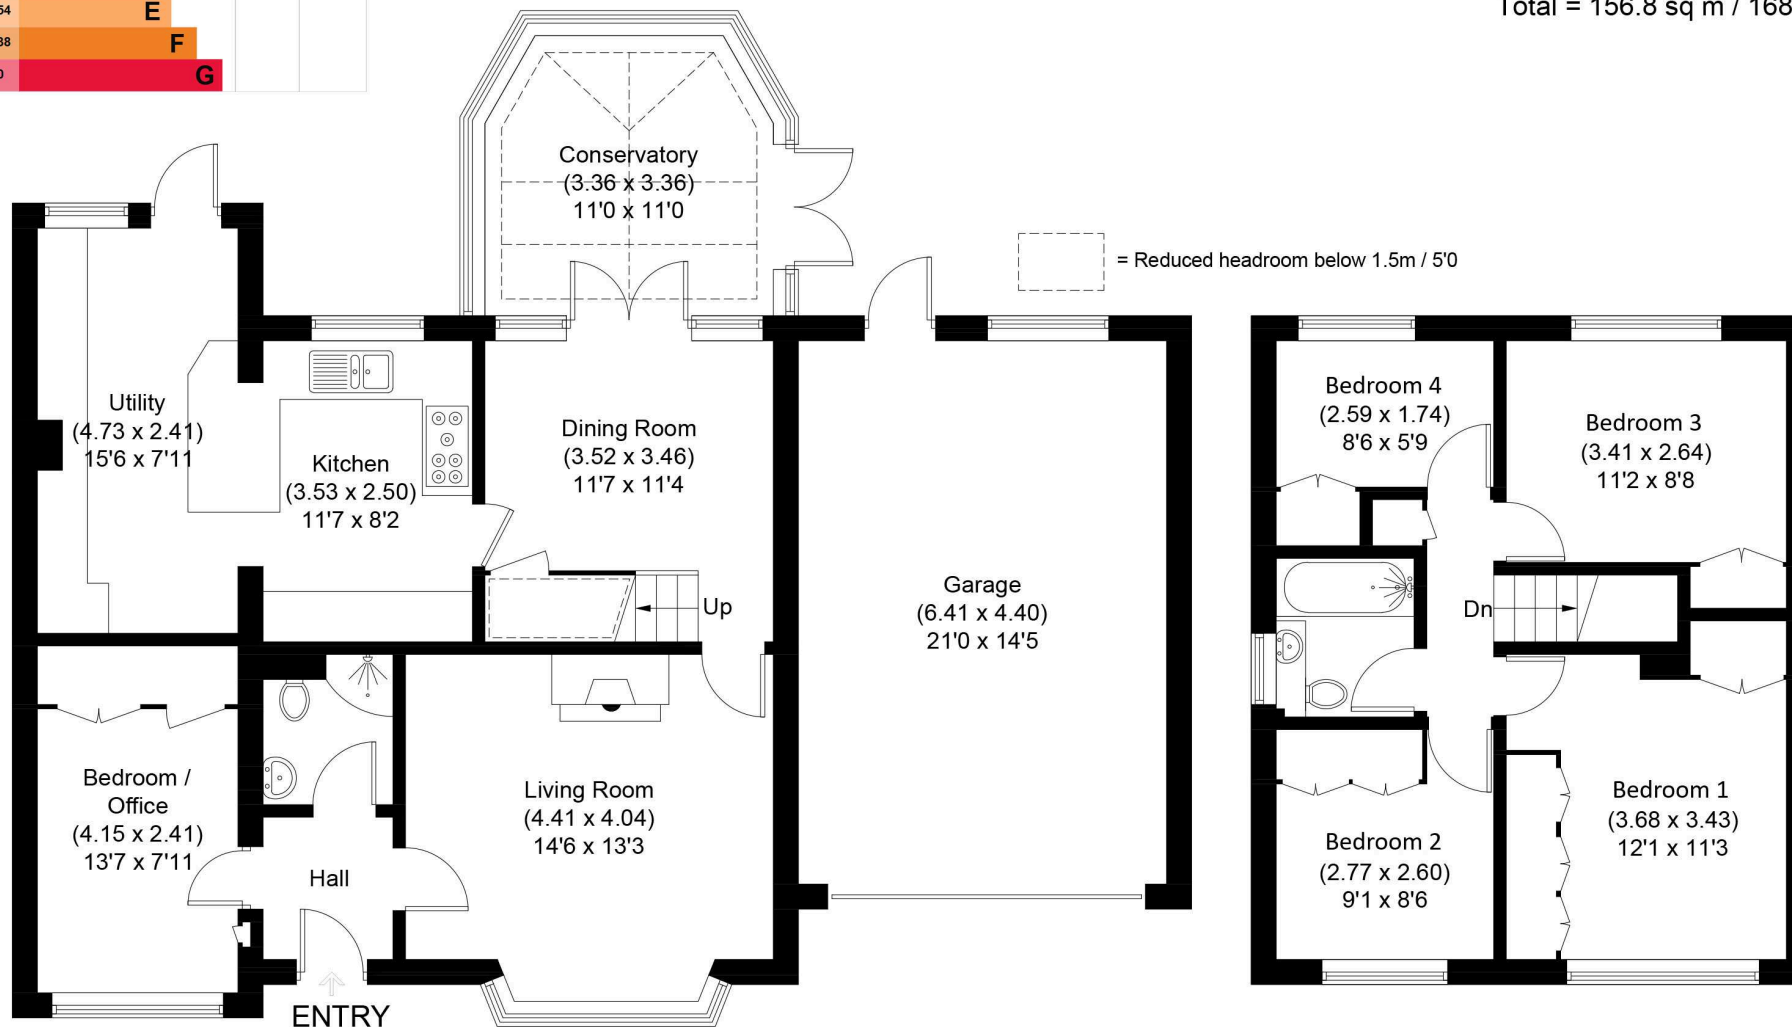 54 E
38 F
0 G
Total = 156.8 sq m / 168
Conservatory
(3.36 x 3.36)
11'0 x 11'0
= Reduced headroom below 1.5m / 5'0
Utility
(4.73 x 2.41)
15'6 x 7'11
Kitchen
(3.53 x 2.50)
11'7 x 8'2
Dining Room
(3.52 x 3.46)
11'7 x 11'4
Up
Garage
(6.41 x 4.40)
21'0 x 14'5
Bedroom 4
(2.59 x 1.74)
8'6 x 5'9
Bedroom 3
(3.41 x 2.64)
11'2 x 8'8
Dn
Bedroom /
Office
(4.15 x 2.41)
13'7 x 7'11
Hall
Living Room
(4.41 x 4.04)
14'6 x 13'3
Bedroom 2
(2.77 x 2.60)
9'1 x 8'6
Bedroom 1
(3.68 x 3.43)
12'1 x 11'3
ENTRY